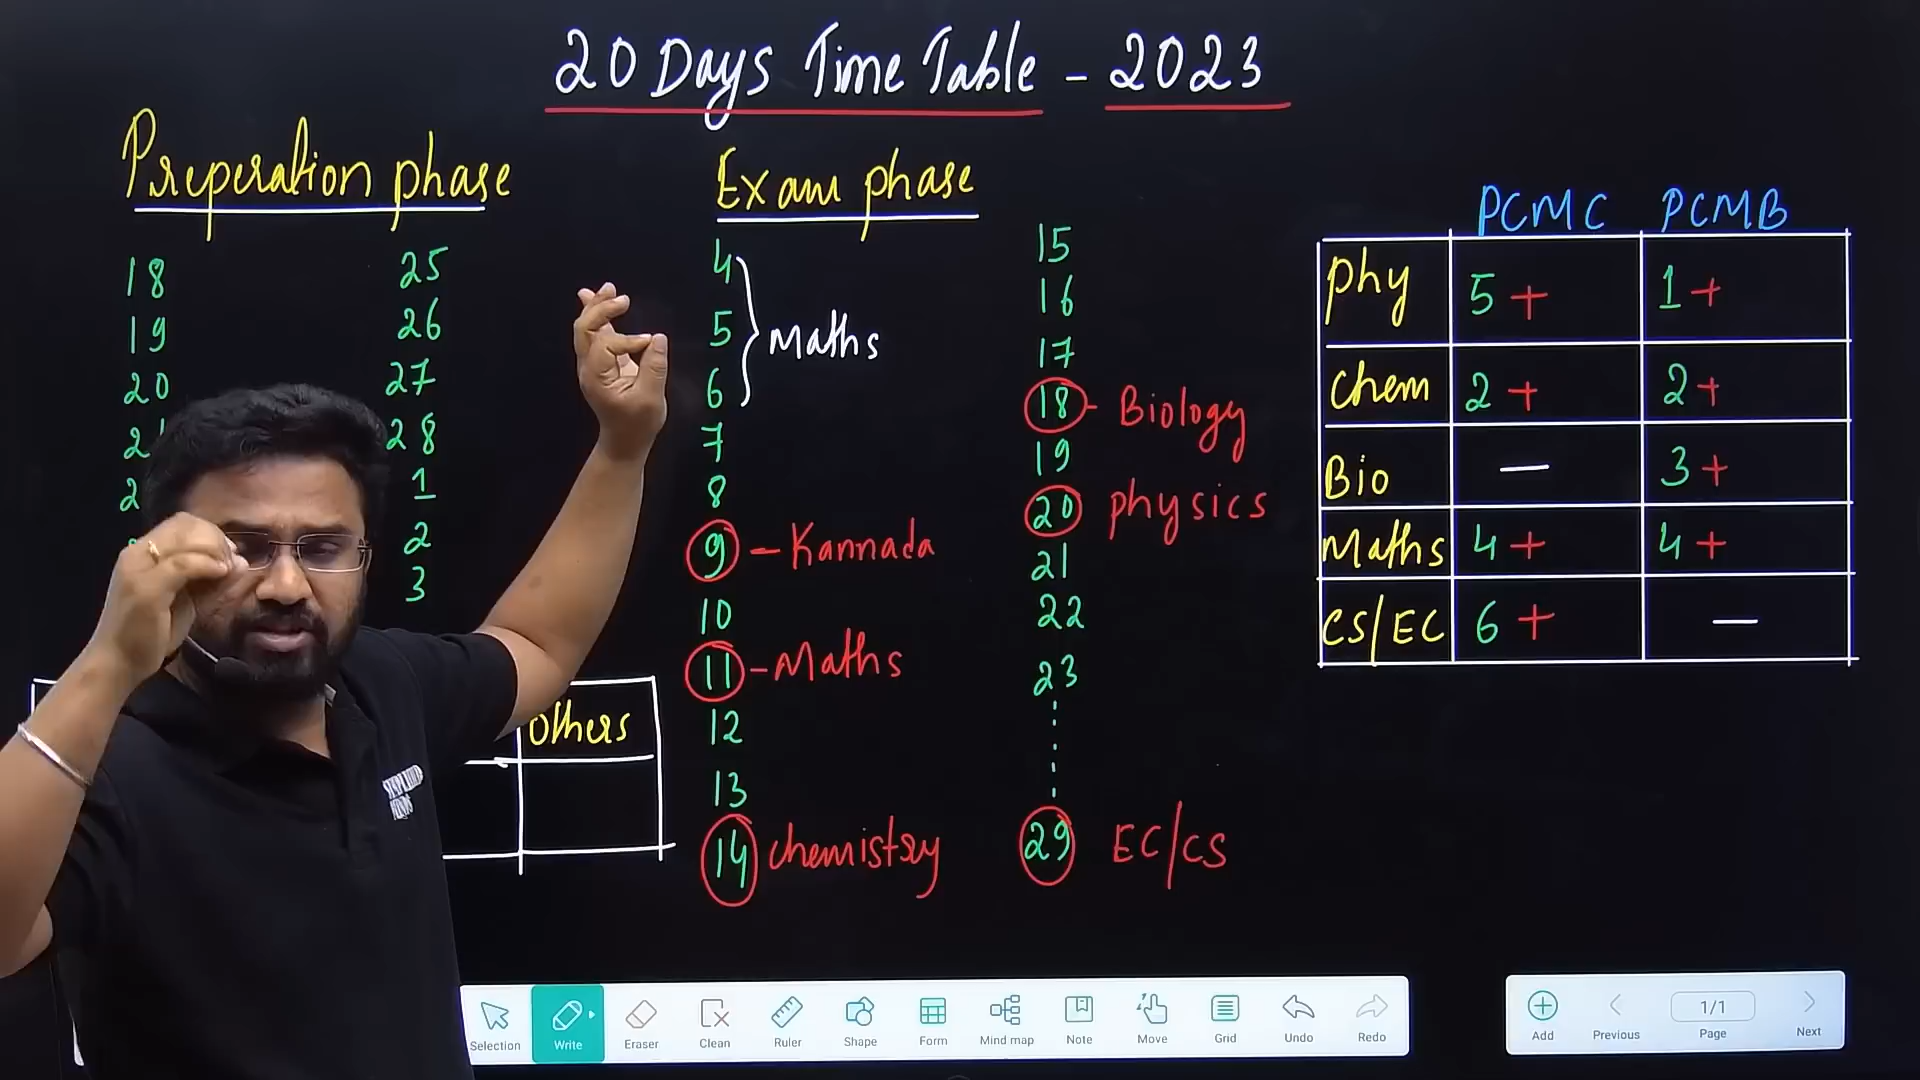 20 Days Time Table - 2023
Preperation phase
18
19
20
25
26
27
28
1
2
3
Others
Exam phase
4
5
6
Maths
7
8
9 - Kannada
10
11 - Maths
12
13
14 chemistry
15
16
17
18 - Biology
19
20 physics
21
22
23
29 EC/CS
PCMC PCMB
Phy 5+ 1+
Chem 2+ 2+
Bio — 3+
Maths 4+ 4+
CS/EC 6+ —
Selection Write Eraser Clean Ruler Shape Form Mind map Note Move Grid Undo Redo
Add Previous 1/1 Page Next